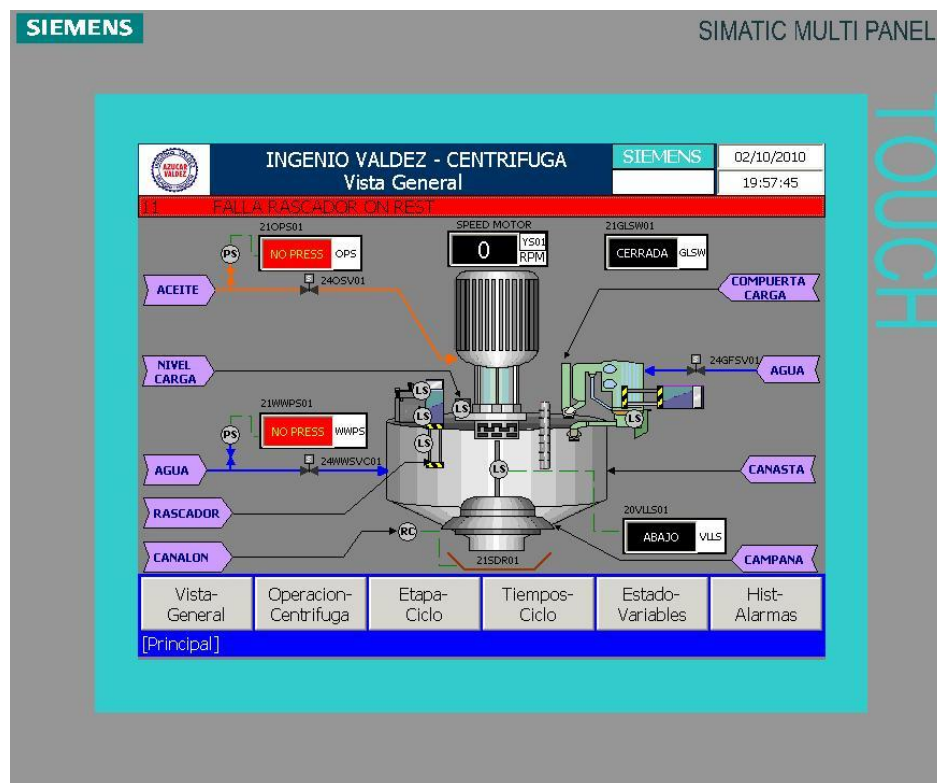 SIEMENS
SIMATIC MULTI PANEL
TOUCH
AZUCAR
VALDEZ
INGENIO VALDEZ - CENTRIFUGA
Vista General
SIEMENS
02/10/2010
19:57:45
11 FALLA RASCADOR ON REST
21OPS01
NO PRESS OPS
SPEED MOTOR
0 YS01
RPM
21GLSW01
CERRADA GLSW
PS
ACEITE
24OSV01
COMPUERTA
CARGA
NIVEL
CARGA
24GFSV01
AGUA
LS
LS
LS
LS
21WWPS01
NO PRESS WWPS
PS
LS
24WWSVC01
AGUA
LS
CANASTA
RASCADOR
20VLLS01
ABAJO VLLS
RC
CANALON
21SDR01
CAMPANA
Vista-
General
Operacion-
Centrifuga
Etapa-
Ciclo
Tiempos-
Ciclo
Estado-
Variables
Hist-
Alarmas
[Principal]